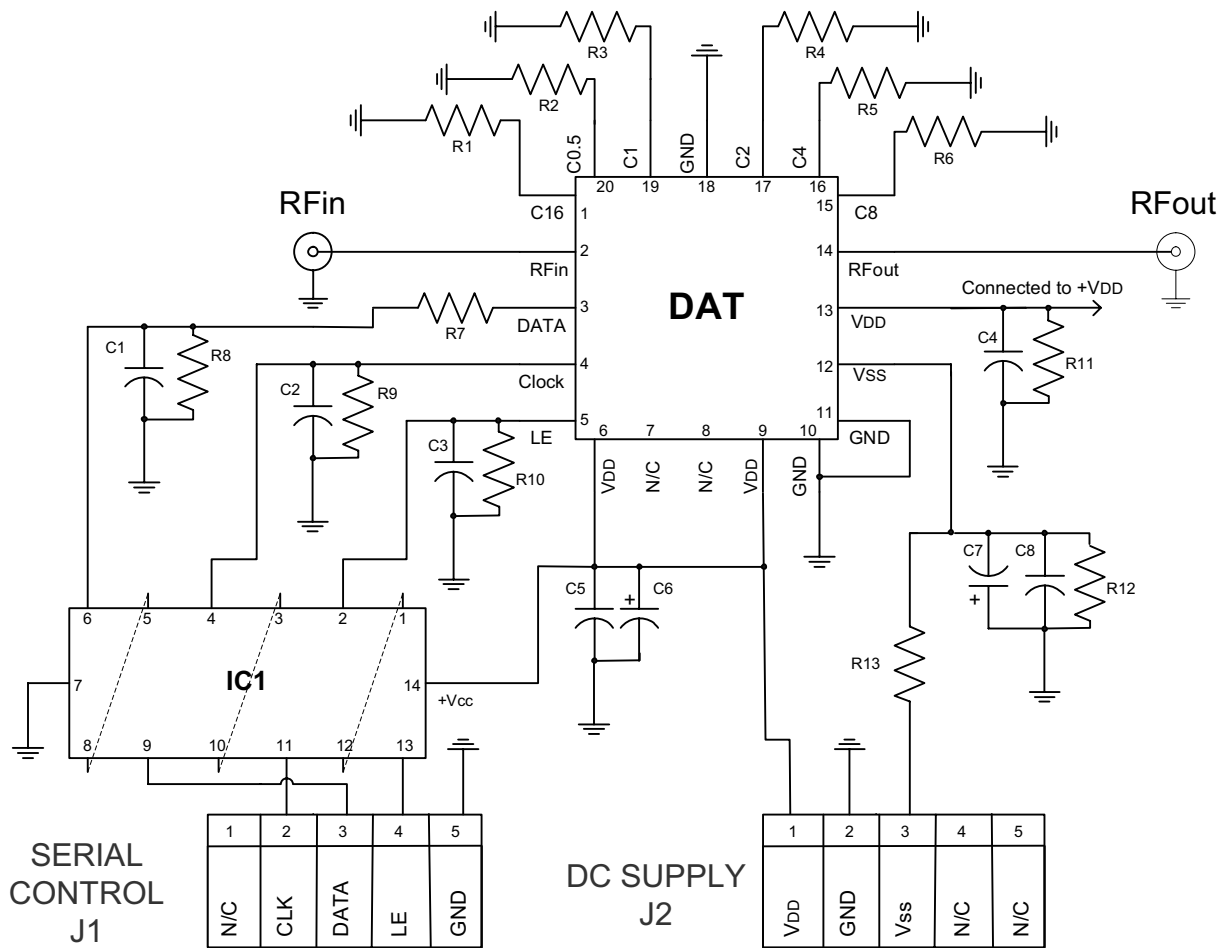 R3
R4
R2
R5
R1
R6
C0.5
C1
GND
C2
C4
20
19
18
17
16
C16
1
15
C8
RFin
RFout
2
14
RFin
RFout
DAT
Connected to +VDD
3
13
DATA
VDD
R7
C1
R8
C4
R11
4
12
Clock
VSS
C2
R9
5
11
LE
GND
6
7
8
9
10
VDD
N/C
N/C
VDD
GND
C3
R10
C7
C8
R12
+
C5
C6
+
R13
6
5
4
3
2
1
7
IC1
14
+Vcc
8
9
10
11
12
13
SERIAL
CONTROL
J1
1
2
3
4
5
N/C
CLK
DATA
LE
GND
DC SUPPLY
J2
1
2
3
4
5
VDD
GND
Vss
N/C
N/C